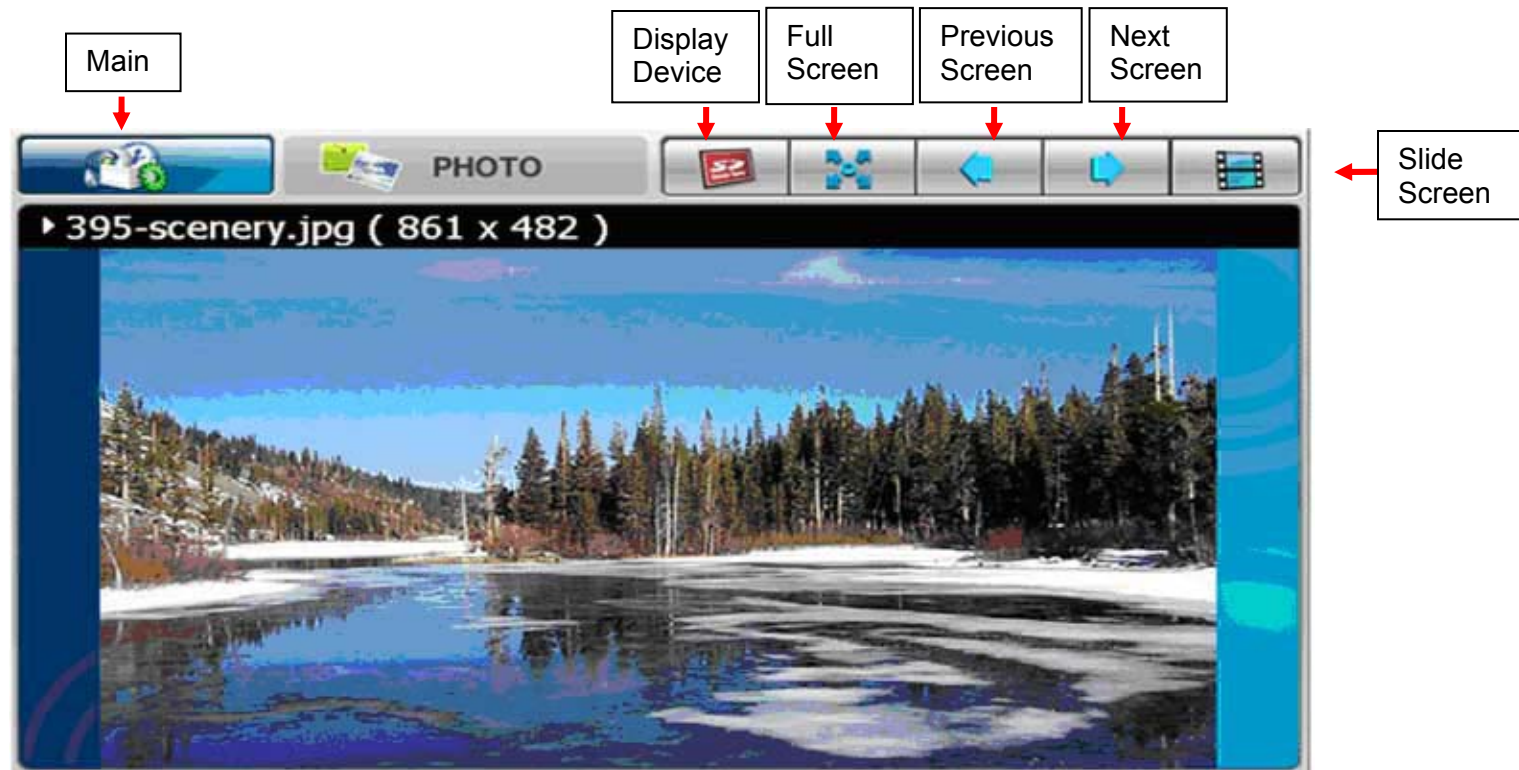 Main
Display
Device
Full
Screen
Previous
Screen
Next
Screen
Slide
Screen
PHOTO
395-scenery.jpg ( 861 x 482 )